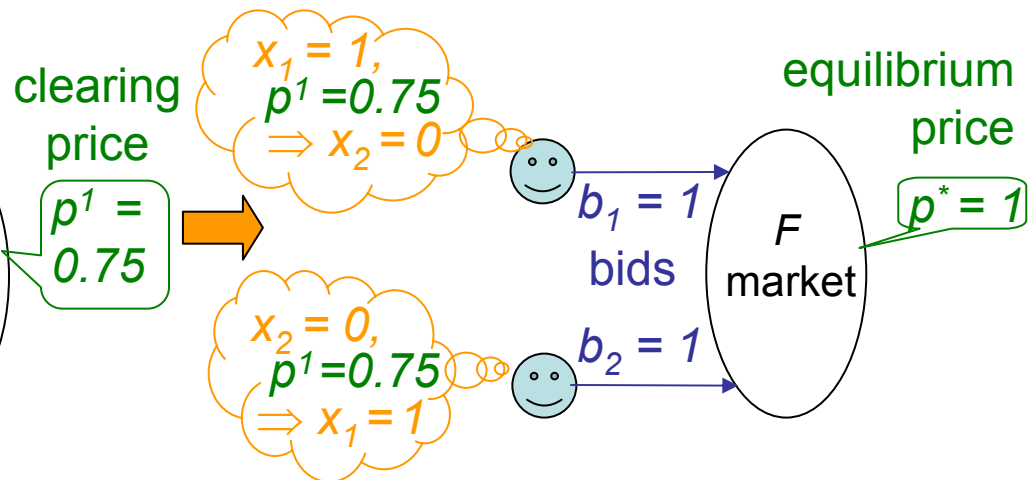 clearing
price
p¹ =
0.75
x₁ = 1,
p¹ =0.75
⇒ x₂ = 0
x₂ = 0,
p¹ =0.75
⇒ x₁ = 1
b₁ = 1
bids
b₂ = 1
F
market
equilibrium
price
p* = 1